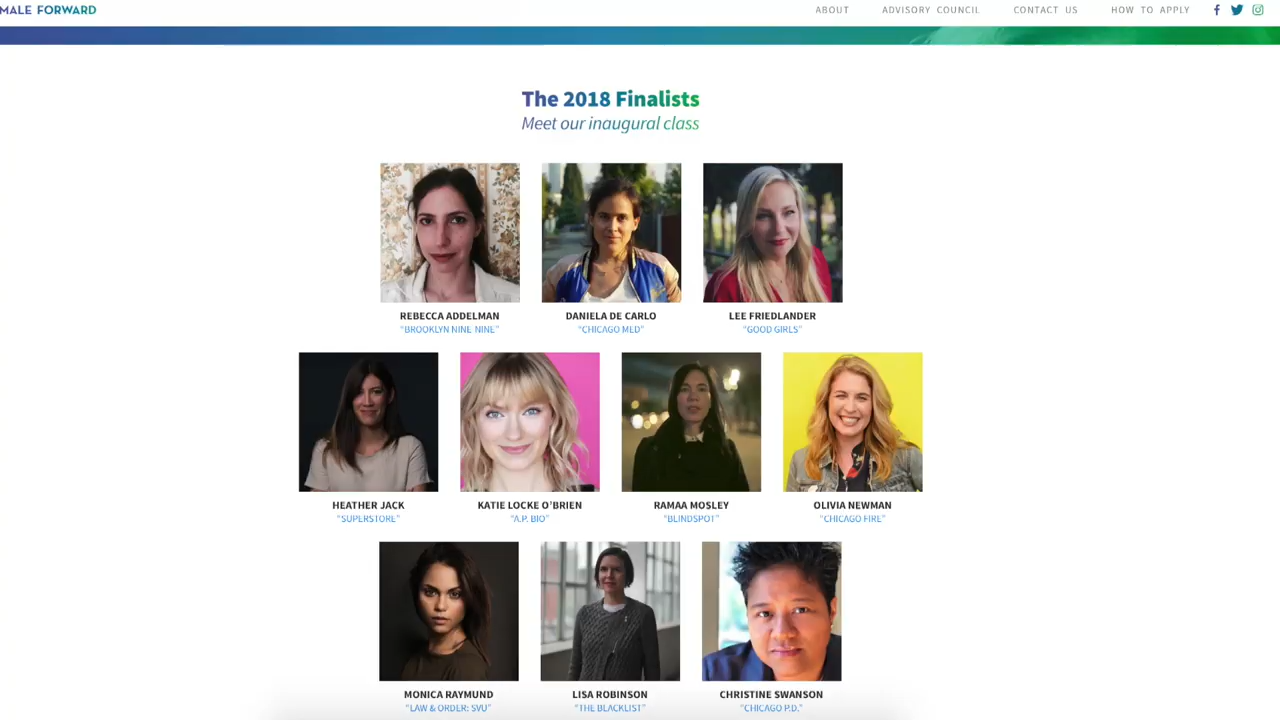 MALE FORWARD
ABOUT ADVISORY COUNCIL CONTACT US HOW TO APPLY
The 2018 Finalists
Meet our inaugural class
REBECCA ADDELMAN DANIELA DE CARLO LEE FRIEDLANDER
"BROOKLYN NINE-NINE" "CHICAGO MED" "GOOD GIRLS"
HEATHER JACK KATIE LOCKE O'BRIEN RAMAA MOSLEY OLIVIA NEWMAN
"SUPERSTORE" "A.P. BIO" "BLINDSPOT" "CHICAGO FIRE"
MONICA RAYMUND LISA ROBINSON CHRISTINE SWANSON
"LAW & ORDER: SVU" "THE BLACKLIST" "CHICAGO P.D."